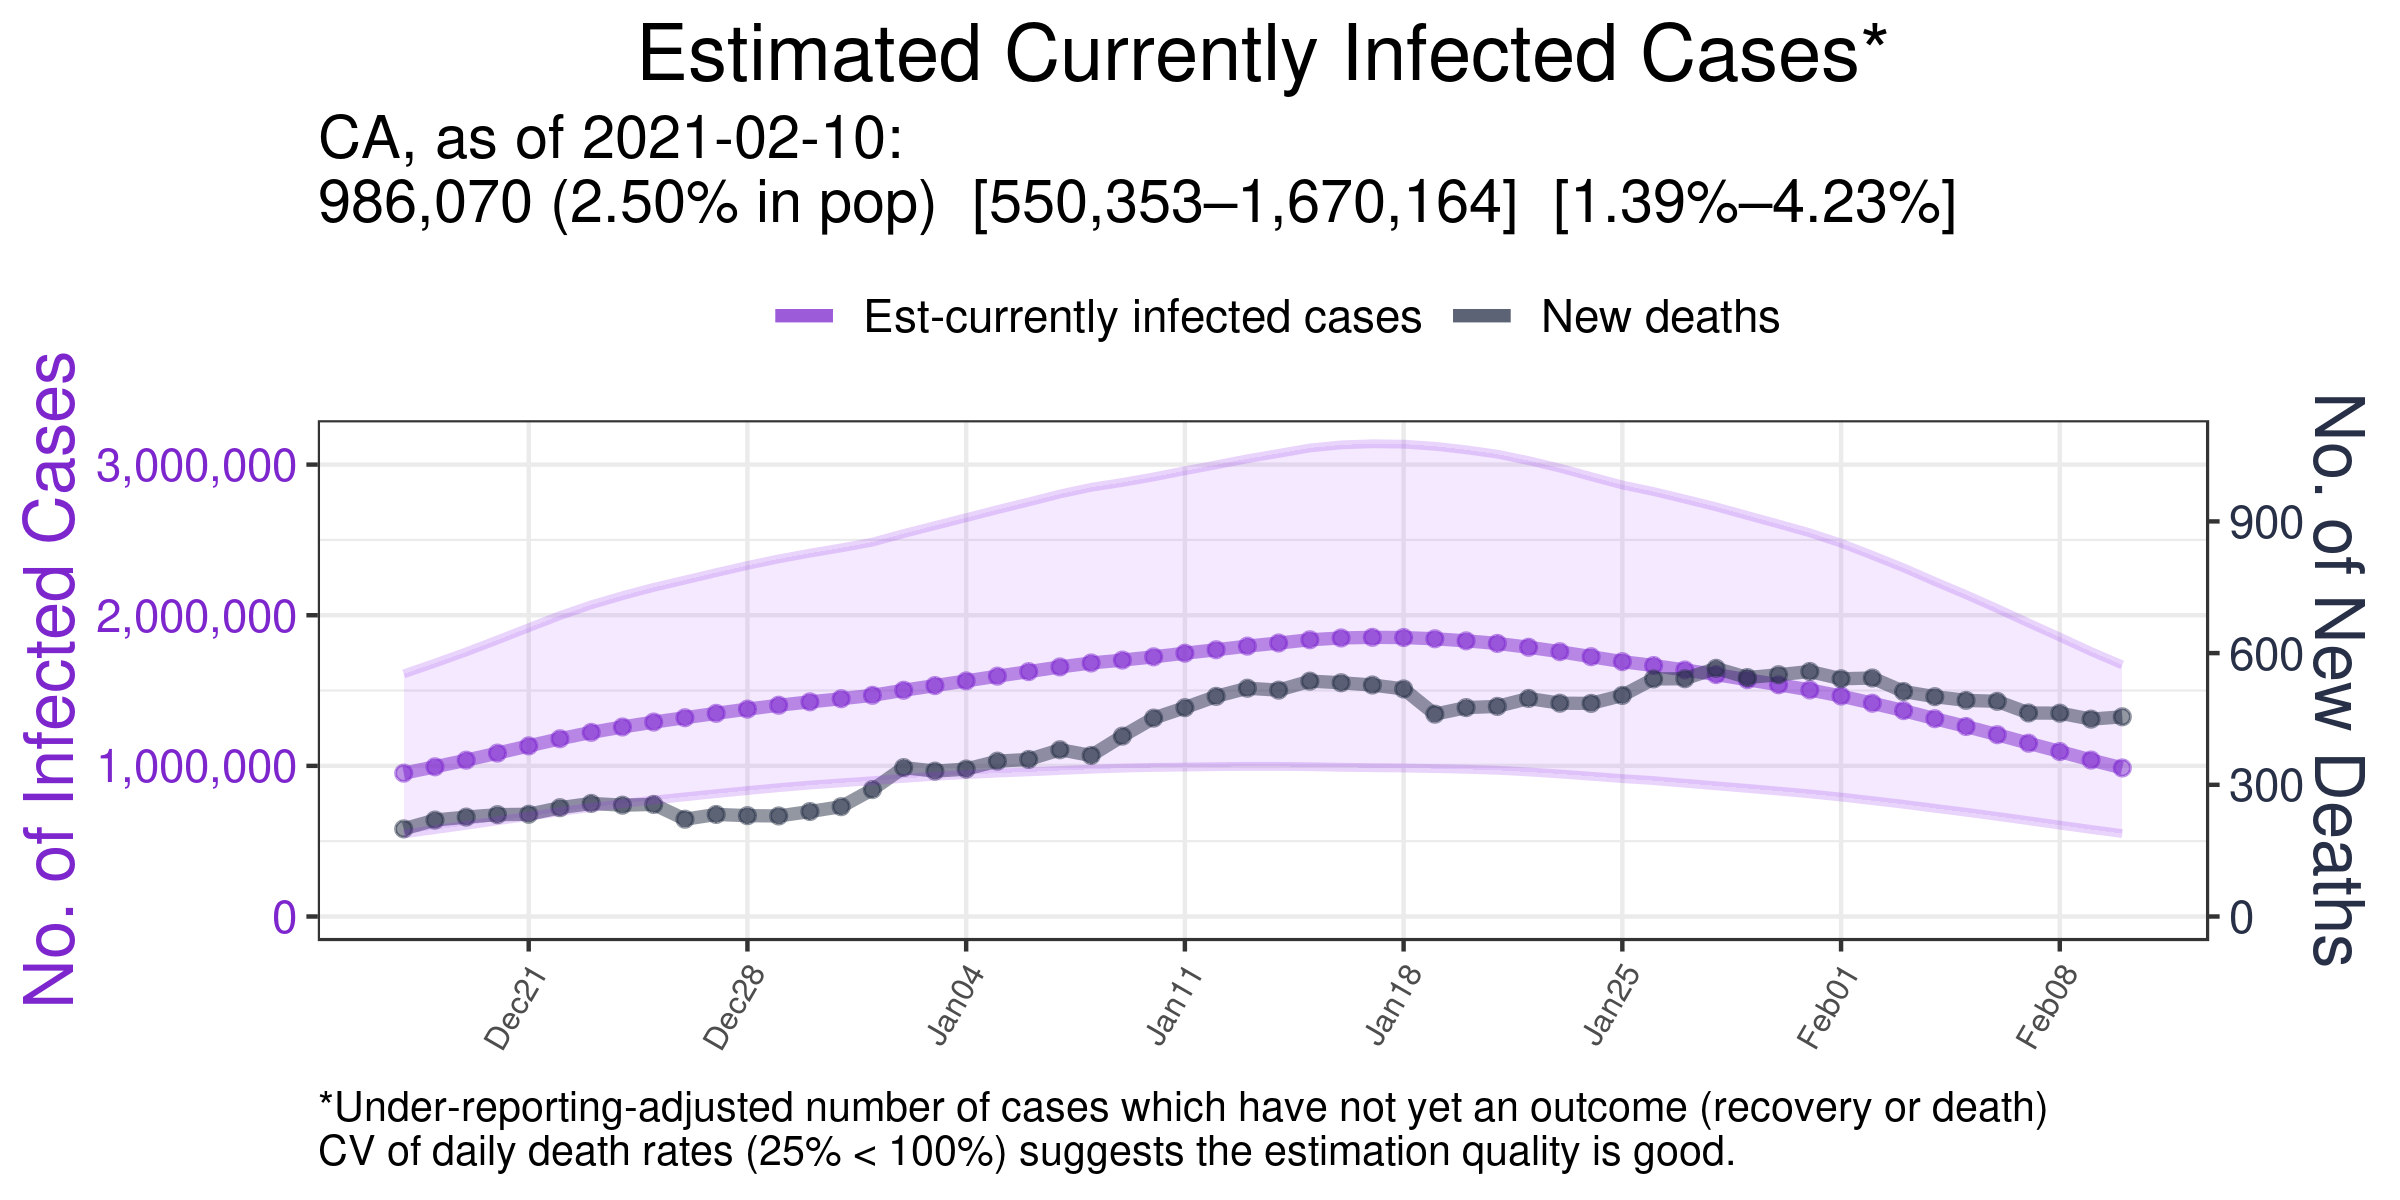 Estimated Currently Infected Cases*
CA, as of 2021-02-10:
986,070 (2.50% in pop)  [550,353–1,670,164]  [1.39%–4.23%]
Est-currently infected cases
New deaths
No. of Infected Cases
3,000,000
2,000,000
1,000,000
0
900
600
300
0
No. of New Deaths
Dec21
Dec28
Jan04
Jan11
Jan18
Jan25
Feb01
Feb08
*Under-reporting-adjusted number of cases which have not yet an outcome (recovery or death)
CV of daily death rates (25% < 100%) suggests the estimation quality is good.